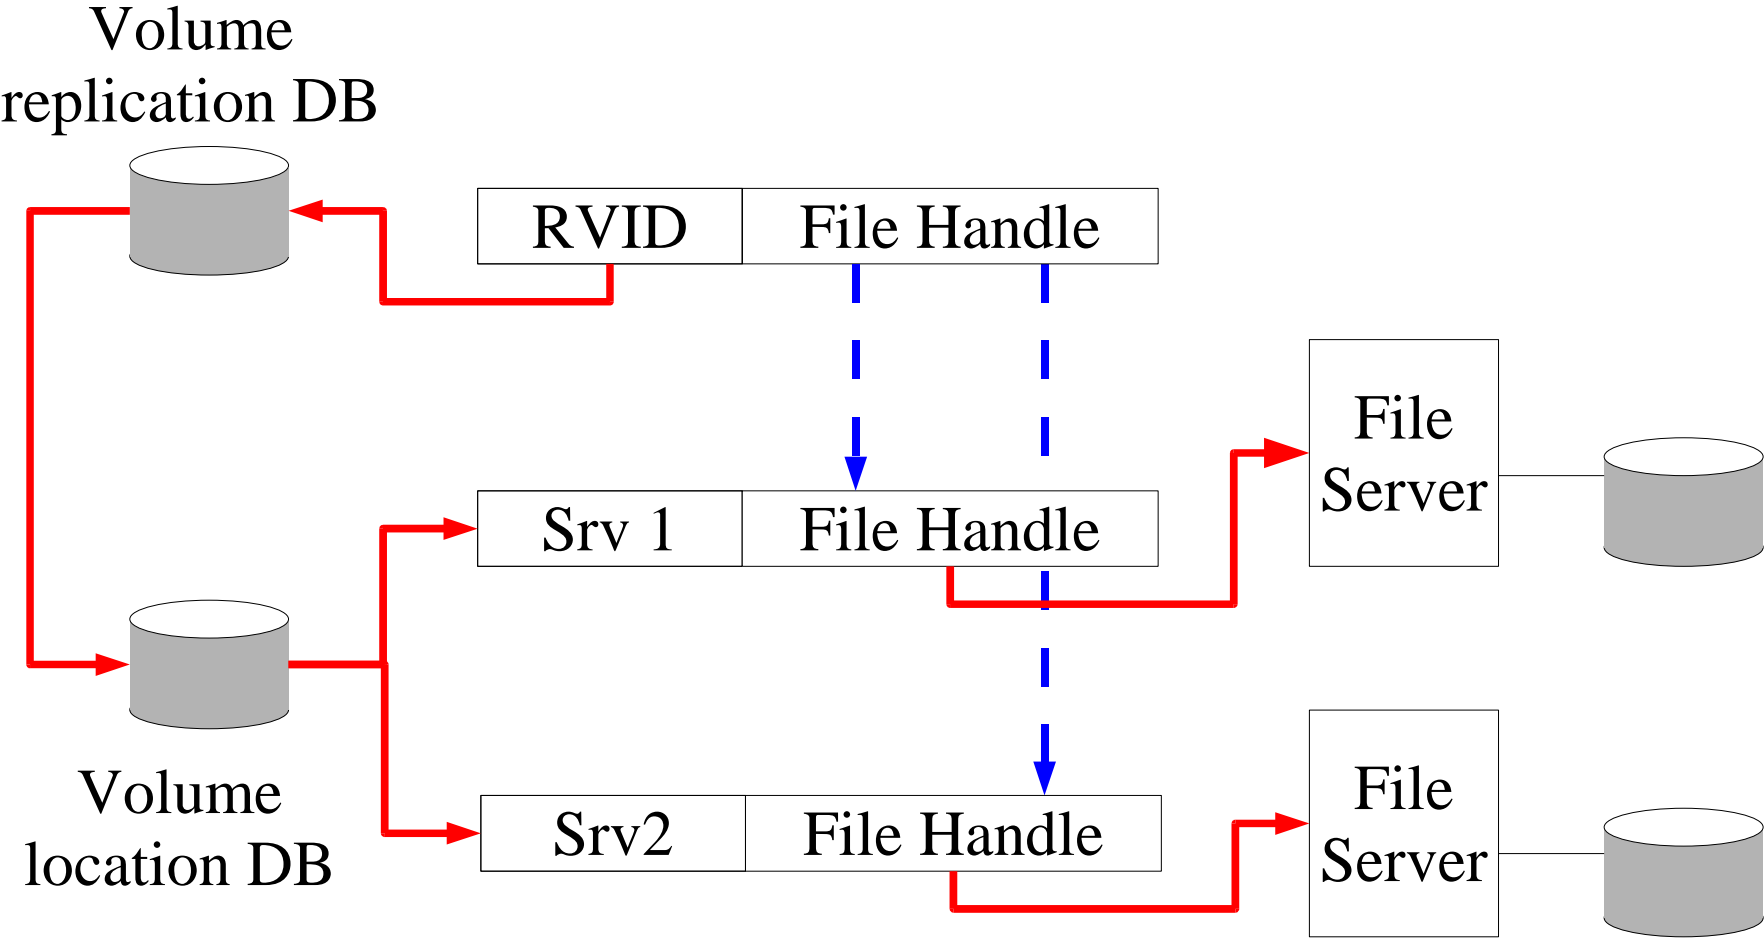 Volume
replication DB
RVID File Handle
File
Server
Srv 1 File Handle
Volume
location DB
Srv2 File Handle
File
Server